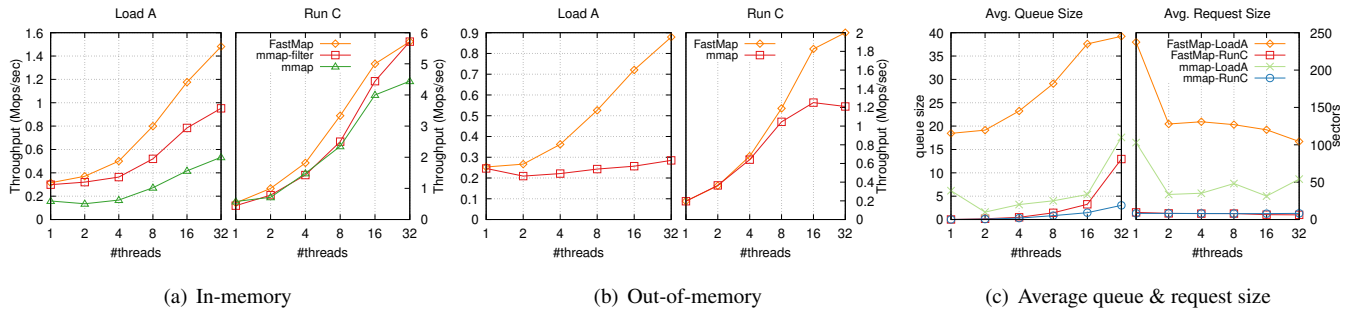 Load A
Run C
Throughput (Mops/sec)
1.6
1.4
1.2
1
0.8
0.6
0.4
0.2
0
FastMap
mmap-filter
mmap
6
5
4
3
2
1
0
Throughput (Mops/sec)
1 2 4 8 16 32
1 2 4 8 16 32
#threads
#threads
(a) In-memory
Load A
Run C
0.9
0.8
0.7
0.6
0.5
0.4
0.3
0.2
0.1
0
FastMap
mmap
2
1.8
1.6
1.4
1.2
1
0.8
0.6
0.4
0.2
0
Throughput (Mops/sec)
1 2 4 8 16 32
1 2 4 8 16 32
#threads
#threads
(b) Out-of-memory
Avg. Queue Size
Avg. Request Size
queue size
40
35
30
25
20
15
10
5
0
FastMap-LoadA
FastMap-RunC
mmap-LoadA
mmap-RunC
250
200
150
100
50
0
sectors
1 2 4 8 16 32
1 2 4 8 16 32
#threads
#threads
(c) Average queue & request size